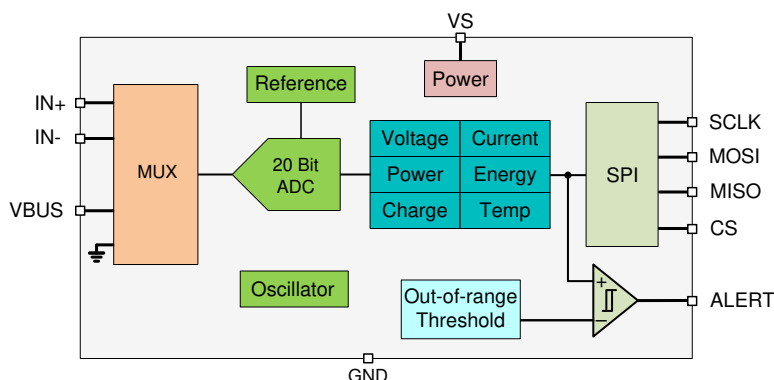 VS
Power
Reference
IN+
IN-
VBUS
MUX
20 Bit
ADC
Voltage
Current
Power
Energy
Charge
Temp
SPI
SCLK
MOSI
MISO
CS
Oscillator
Out-of-range
Threshold
+
−
ALERT
GND